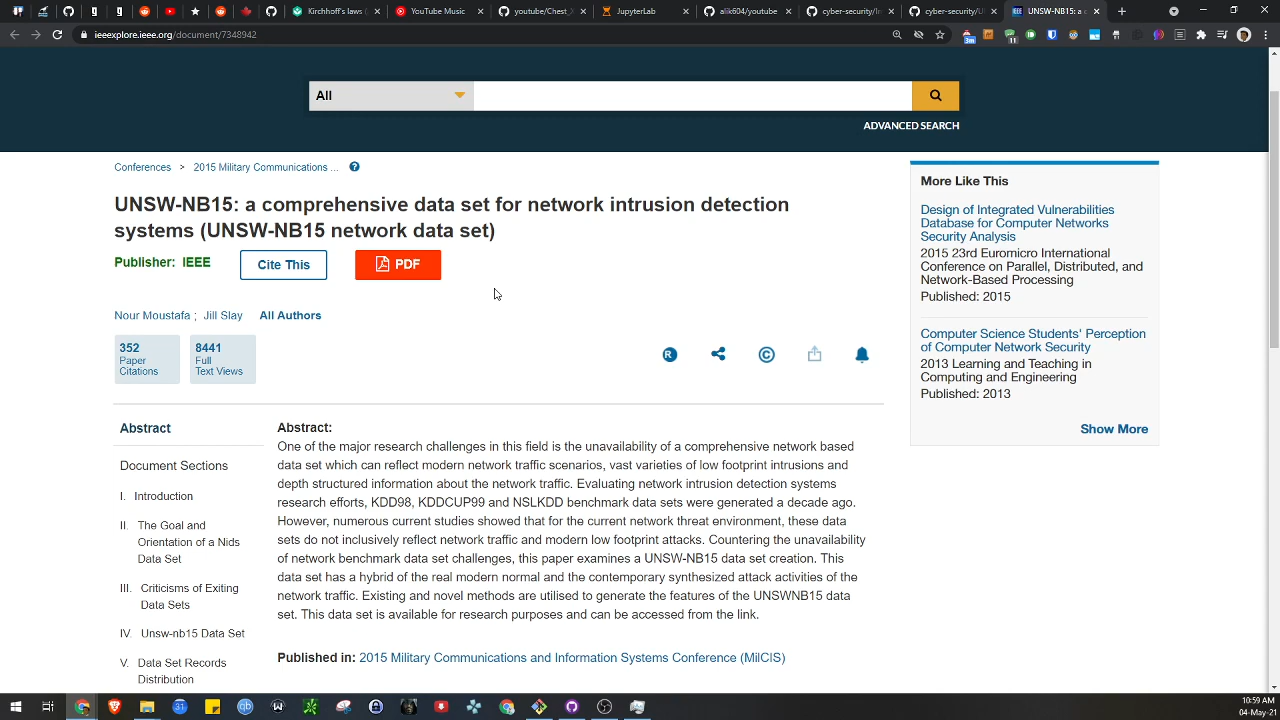 Kirchhoff's laws
YouTube Music
youtube/Chest_
JupyterLab
alik604/youtube
cyber-security/
cyber-security/
UNSW-NB15: a
ieeexplore.ieee.org/document/7348942
3m
11
All
ADVANCED SEARCH
Conferences > 2015 Military Communications ...
UNSW-NB15: a comprehensive data set for network intrusion detection
systems (UNSW-NB15 network data set)
Publisher: IEEE
Cite This
PDF
Nour Moustafa ; Jill Slay All Authors
352
Paper
Citations
8441
Full
Text Views
R
©
Abstract
Document Sections
I. Introduction
II. The Goal and
Orientation of a Nids
Data Set
III. Criticisms of Exiting
Data Sets
IV. Unsw-nb15 Data Set
V. Data Set Records
Distribution
Abstract:
One of the major research challenges in this field is the unavailability of a comprehensive network based
data set which can reflect modern network traffic scenarios, vast varieties of low footprint intrusions and
depth structured information about the network traffic. Evaluating network intrusion detection systems
research efforts, KDD98, KDDCUP99 and NSLKDD benchmark data sets were generated a decade ago.
However, numerous current studies showed that for the current network threat environment, these data
sets do not inclusively reflect network traffic and modern low footprint attacks. Countering the unavailability
of network benchmark data set challenges, this paper examines a UNSW-NB15 data set creation. This
data set has a hybrid of the real modern normal and the contemporary synthesized attack activities of the
network traffic. Existing and novel methods are utilised to generate the features of the UNSWNB15 data
set. This data set is available for research purposes and can be accessed from the link.
Published in: 2015 Military Communications and Information Systems Conference (MilCIS)
More Like This
Design of Integrated Vulnerabilities
Database for Computer Networks
Security Analysis
2015 23rd Euromicro International
Conference on Parallel, Distributed, and
Network-Based Processing
Published: 2015
Computer Science Students' Perception
of Computer Network Security
2013 Learning and Teaching in
Computing and Engineering
Published: 2013
Show More
31
qb
10:59 AM
04-May-21